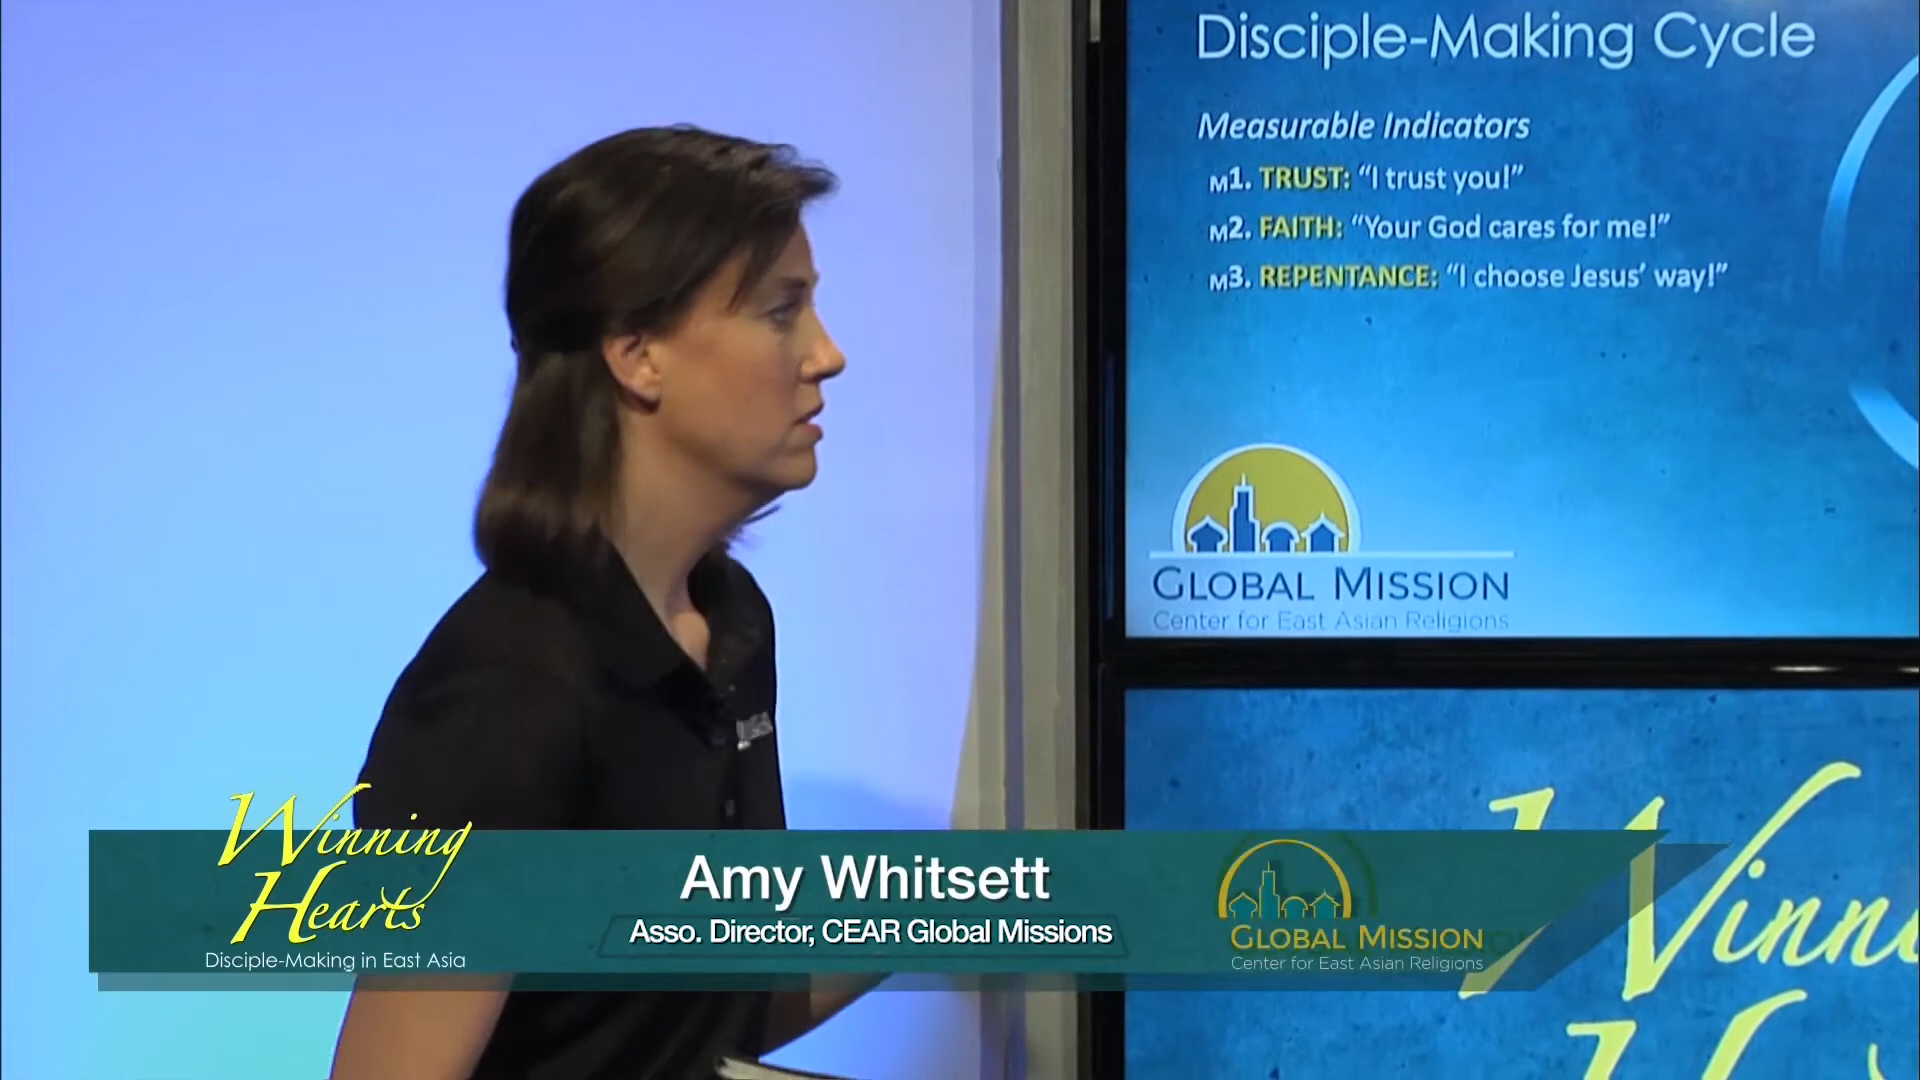 Disciple-Making Cycle
Measurable Indicators
M1. TRUST: “I trust you!”
M2. FAITH: “Your God cares for me!”
M3. REPENTANCE: “I choose Jesus’ way!”
GLOBAL MISSION
Center for East Asian Religions
Winning
Hearts
Disciple-Making in East Asia
Amy Whitsett
Asso. Director, CEAR Global Missions
GLOBAL MISSION
Center for East Asian Religions